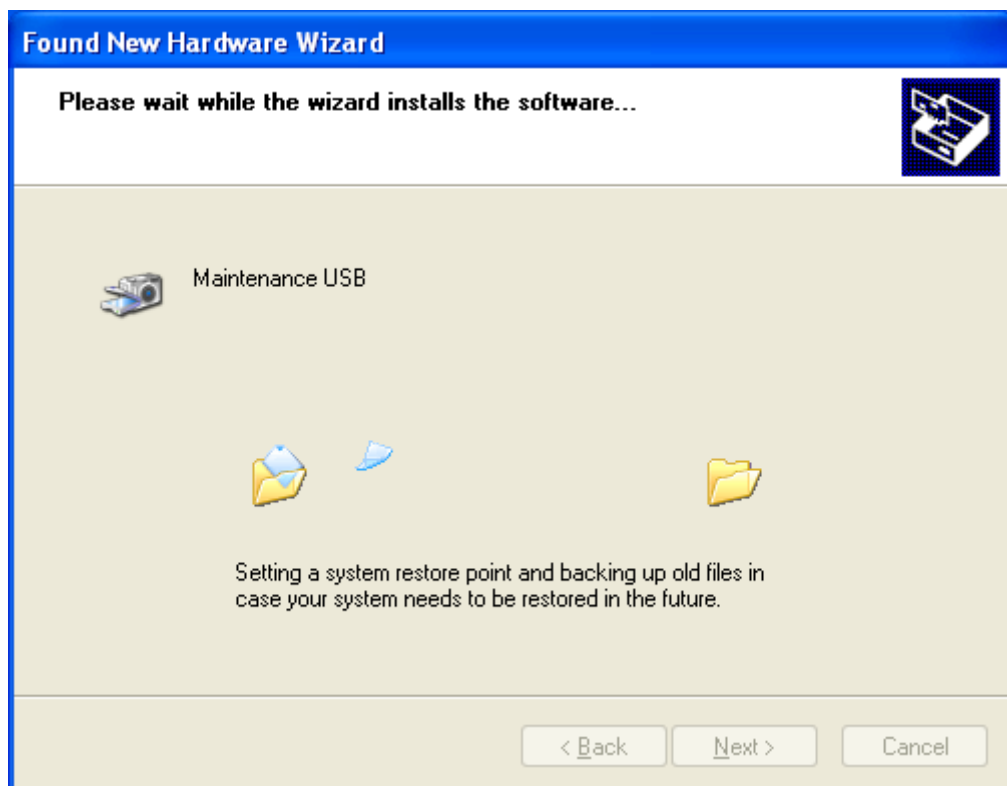 Found New Hardware Wizard
Please wait while the wizard installs the software...
Maintenance USB
Setting a system restore point and backing up old files in
case your system needs to be restored in the future.
< Back Next > Cancel